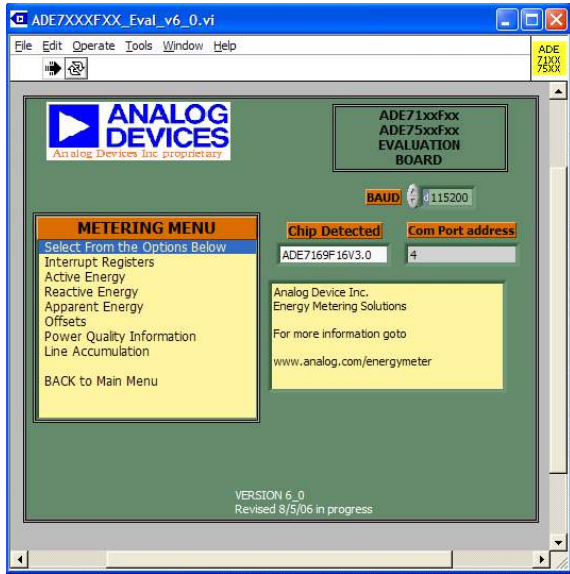 ADE7XXXFXX_Eval_v6_0.vi
File Edit Operate Tools Window Help
ADE
71XX
75XX
ANALOG
DEVICES
Analog Devices Inc proprietary
ADE71xxFxx
ADE75xxFxx
EVALUATION
BOARD
BAUD d 115200
METERING MENU
Select From the Options Below
Interrupt Registers
Active Energy
Reactive Energy
Apparent Energy
Offsets
Power Quality Information
Line Accumulation
BACK to Main Menu
Chip Detected Com Port address
ADE7169F16V3.0 4
Analog Device Inc.
Energy Metering Solutions
For more information goto
www.analog.com/energymeter
VERSION 6_0
Revised 8/5/06 in progress